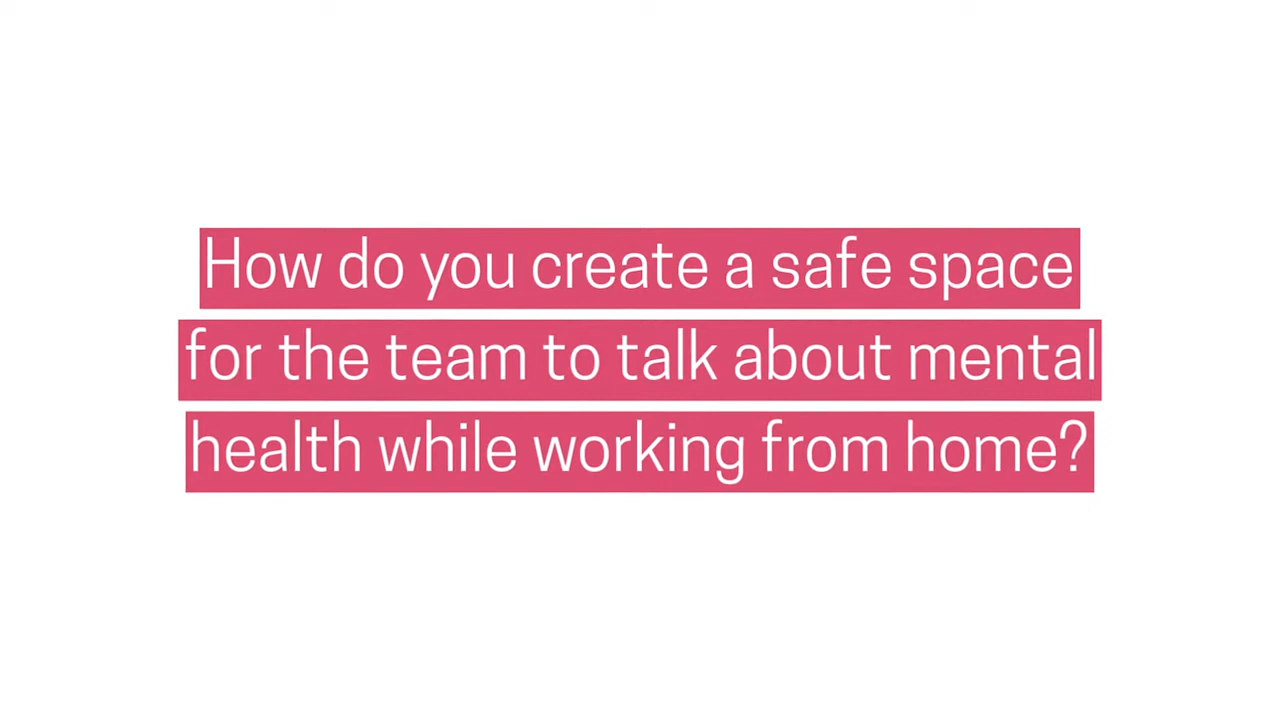 How do you create a safe space
for the team to talk about mental
health while working from home?